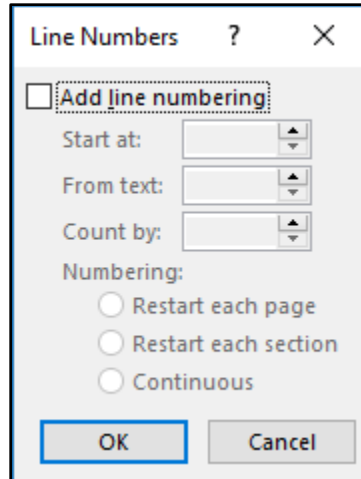 Line Numbers ? ×
Add line numbering
Start at:
From text:
Count by:
Numbering:
Restart each page
Restart each section
Continuous
OK Cancel